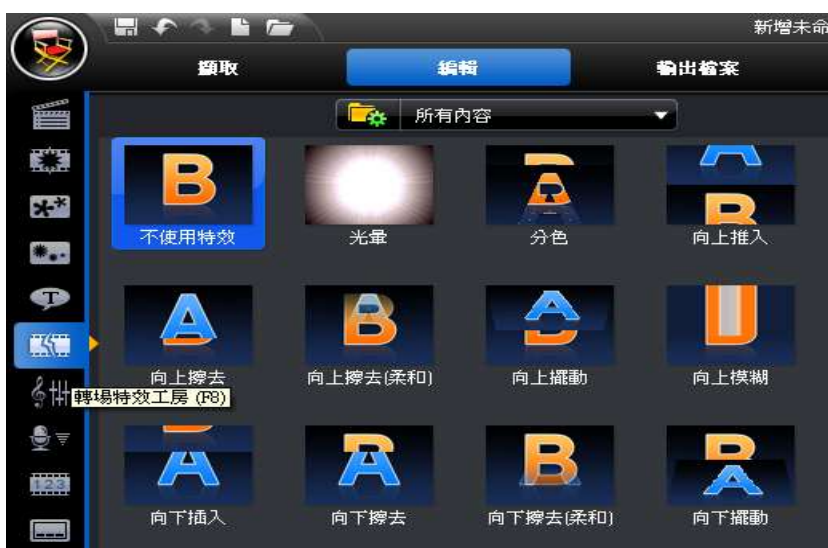 新增未命
擷取 編輯 輸出檔案
所有內容
不使用特效 光暈 分色 向上推入
向上擦去 向上擦去(柔和) 向上擺動 向上模糊
轉場特效工房 (F8)
向下插入 向下擦去 向下擦去(柔和) 向下擺動